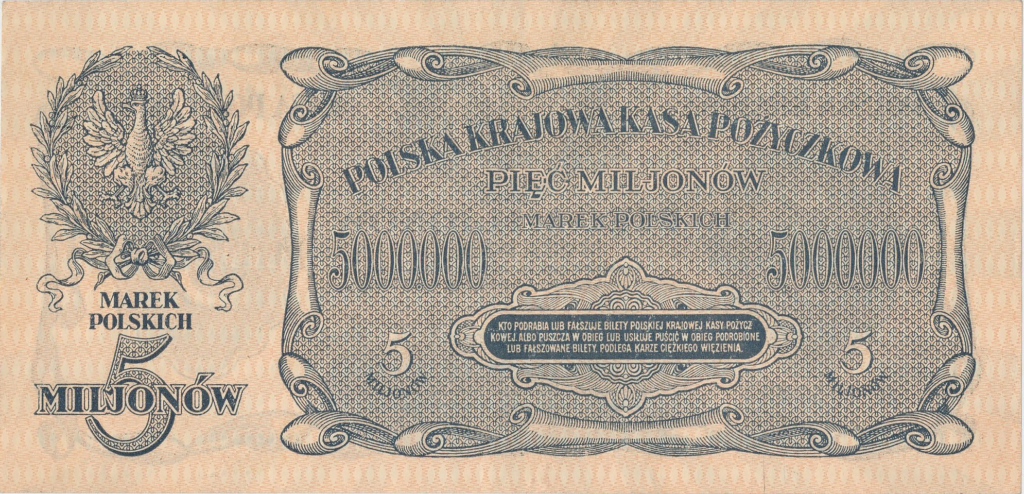 POLSKA KRAJOWA KASA POŻYCZKOWA
PIĘĆ MILJONÓW
MAREK POLSKICH
5000000 5000000
MAREK
POLSKICH
5
MILJONÓW
KTO PODRABIA LUB FAŁSZUJE BILETY POLSKIEJ KRAJOWEJ KASY POŻYCZ
KOWEJ, ALBO PUSZCZA W OBIEG LUB USIŁUJE PUŚCIĆ W OBIEG PODROBIONE
LUB FAŁSZOWANE BILETY, PODLEGA KARZE CIĘŻKIEGO WIĘZIENIA.
5
MILJONÓW
5
MILJONÓW